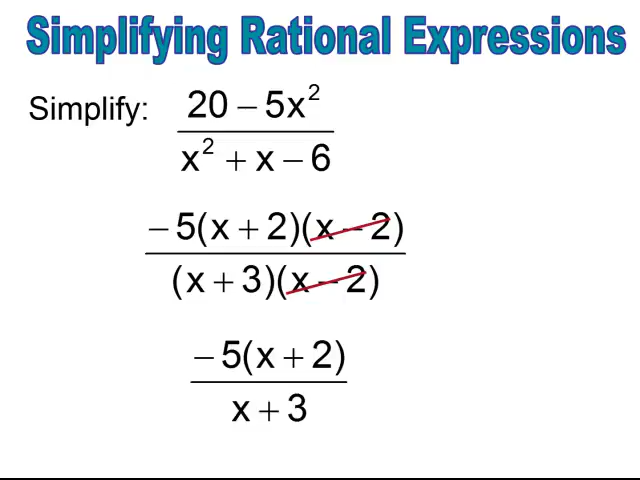 Simplifying Rational Expressions
Simplify:
20 − 5x²
x² + x − 6
− 5(x + 2)(x − 2)
(x + 3)(x − 2)
− 5(x + 2)
x + 3